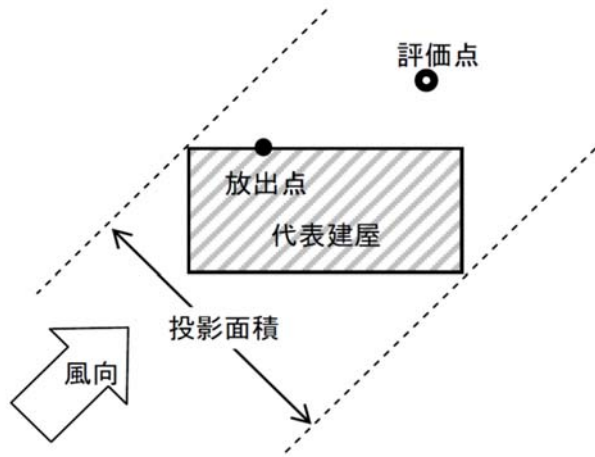 評価点
放出点
代表建屋
投影面積
風向